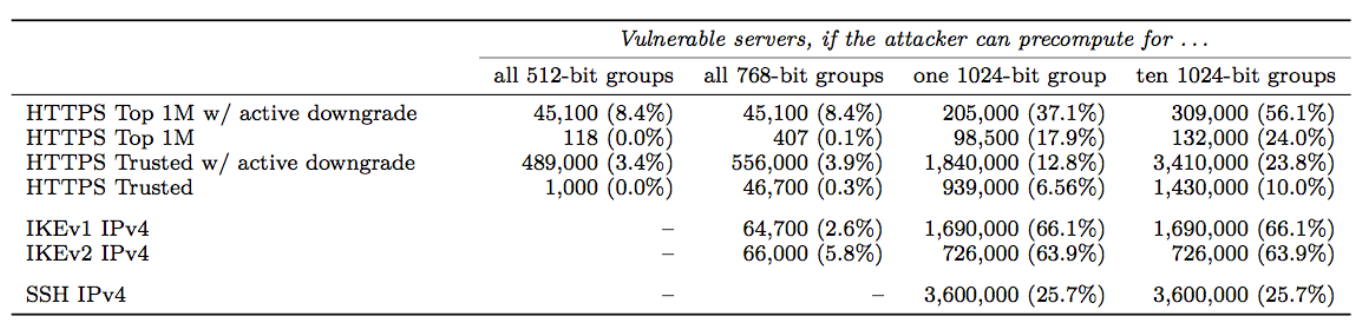 Vulnerable servers, if the attacker can precompute for . . .
all 512-bit groups all 768-bit groups one 1024-bit group ten 1024-bit groups
HTTPS Top 1M w/ active downgrade 45,100 (8.4%) 45,100 (8.4%) 205,000 (37.1%) 309,000 (56.1%)
HTTPS Top 1M 118 (0.0%) 407 (0.1%) 98,500 (17.9%) 132,000 (24.0%)
HTTPS Trusted w/ active downgrade 489,000 (3.4%) 556,000 (3.9%) 1,840,000 (12.8%) 3,410,000 (23.8%)
HTTPS Trusted 1,000 (0.0%) 46,700 (0.3%) 939,000 (6.56%) 1,430,000 (10.0%)
IKEv1 IPv4 – 64,700 (2.6%) 1,690,000 (66.1%) 1,690,000 (66.1%)
IKEv2 IPv4 – 66,000 (5.8%) 726,000 (63.9%) 726,000 (63.9%)
SSH IPv4 – – 3,600,000 (25.7%) 3,600,000 (25.7%)